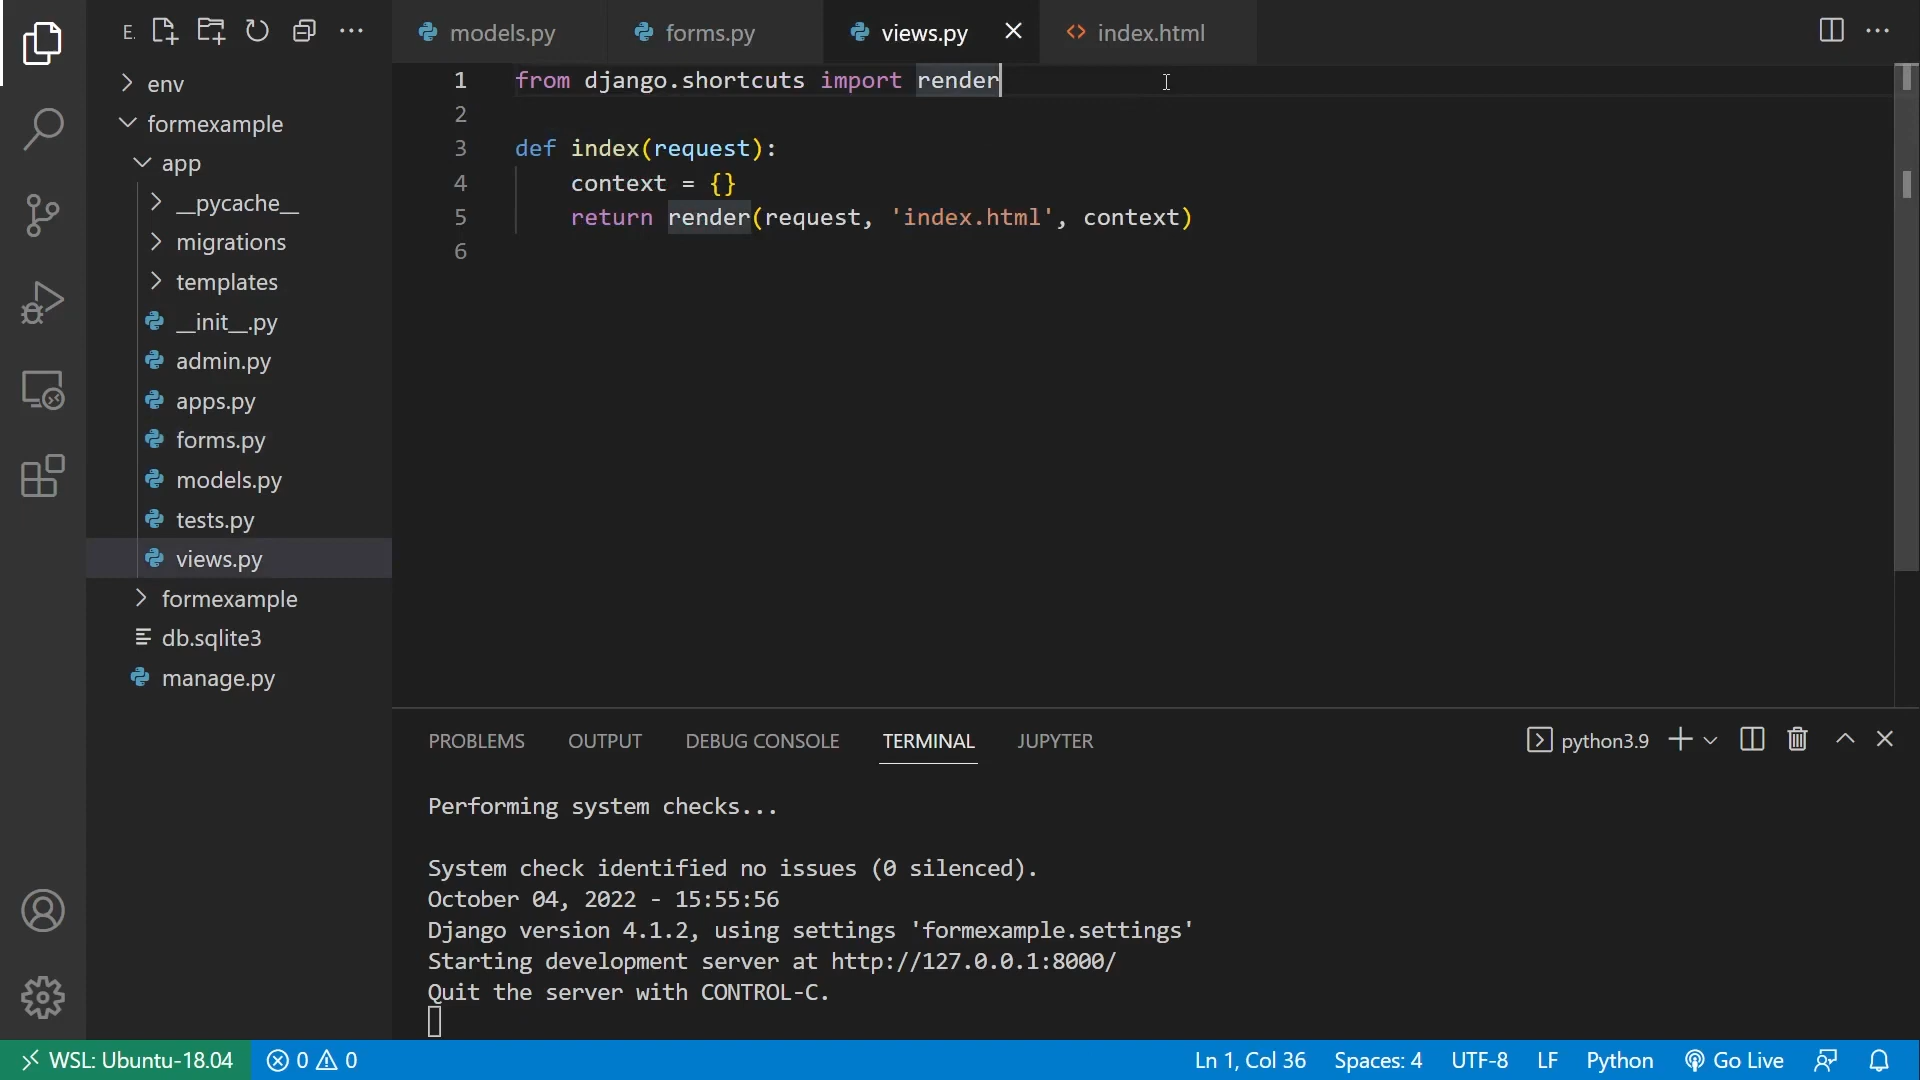 E.
models.py
forms.py
views.py
index.html
env
formexample
app
__pycache__
migrations
templates
__init__.py
admin.py
apps.py
forms.py
models.py
tests.py
views.py
formexample
db.sqlite3
manage.py
1 from django.shortcuts import render
2
3 def index(request):
4 context = {}
5 return render(request, 'index.html', context)
6
PROBLEMS OUTPUT DEBUG CONSOLE TERMINAL JUPYTER
python3.9
Performing system checks...
System check identified no issues (0 silenced).
October 04, 2022 - 15:55:56
Django version 4.1.2, using settings 'formexample.settings'
Starting development server at http://127.0.0.1:8000/
Quit the server with CONTROL-C.
WSL: Ubuntu-18.04 0 0 Ln 1, Col 36 Spaces: 4 UTF-8 LF Python Go Live